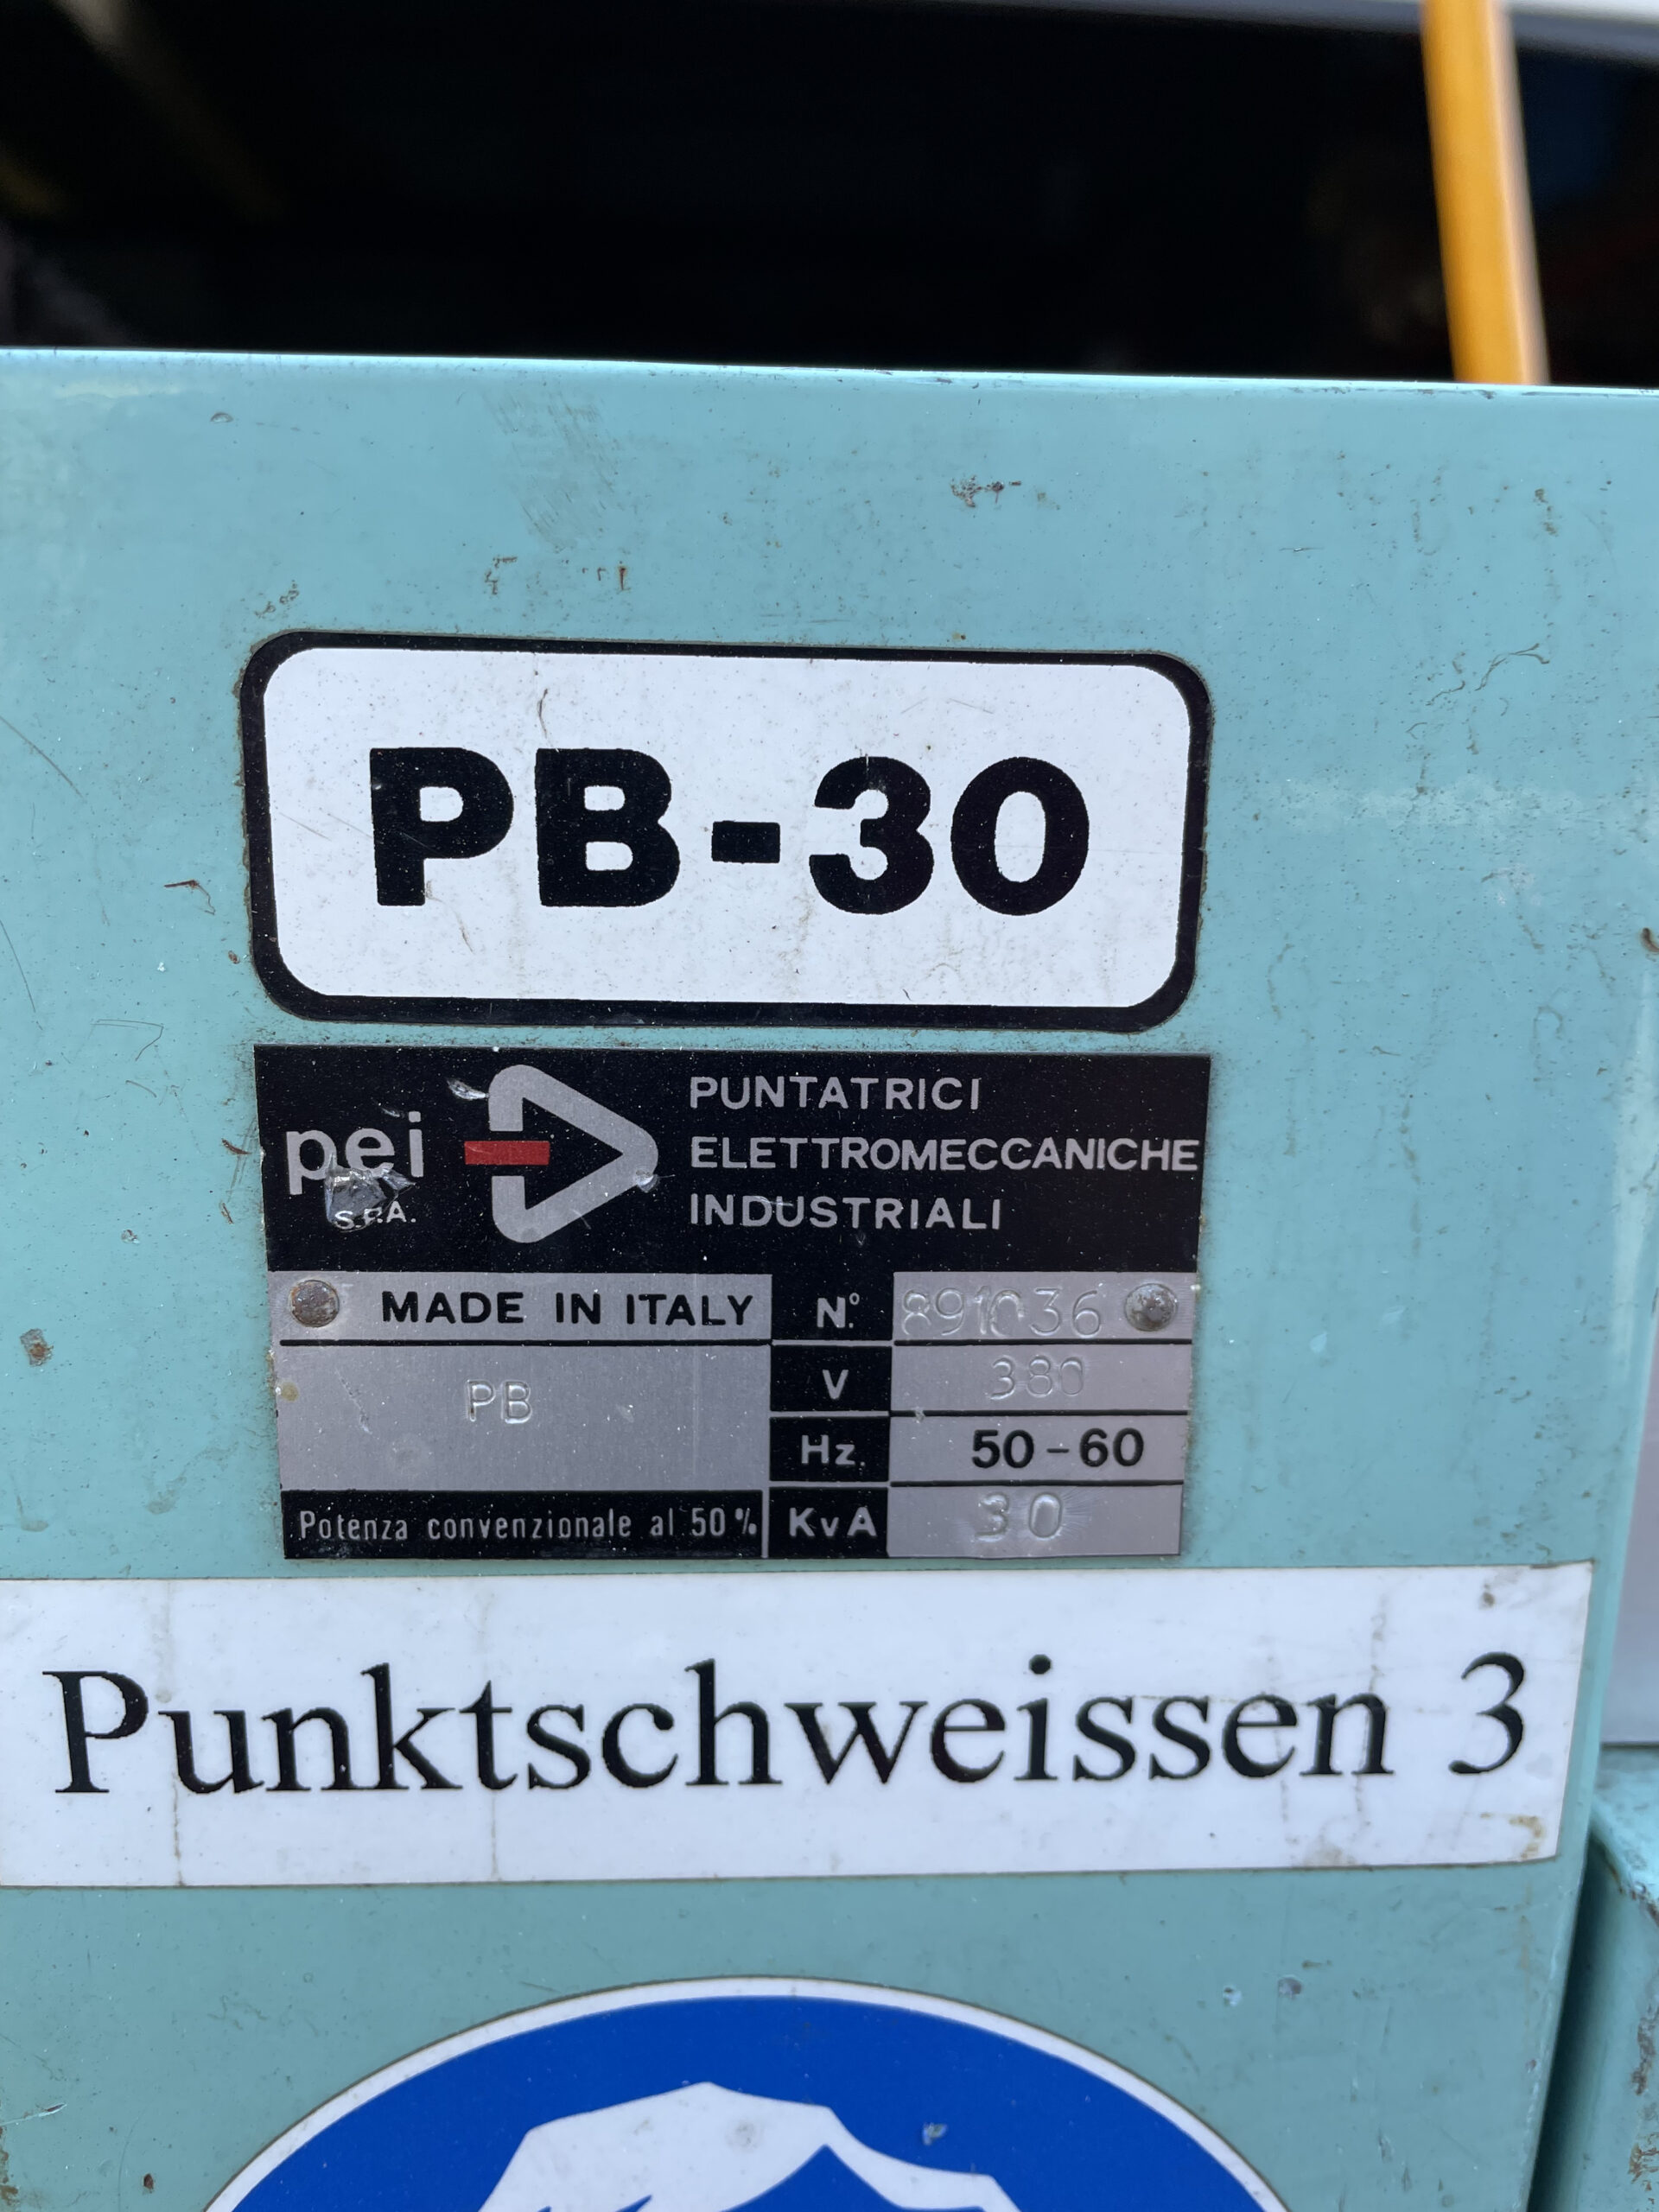 PB-30
pei
S.P.A.
PUNTATRICI
ELETTROMECCANICHE
INDUSTRIALI
MADE IN ITALY
N.° 891036
PB
V 380
Hz. 50-60
Potenza convenzionale al 50% KvA 30
Punktschweissen 3